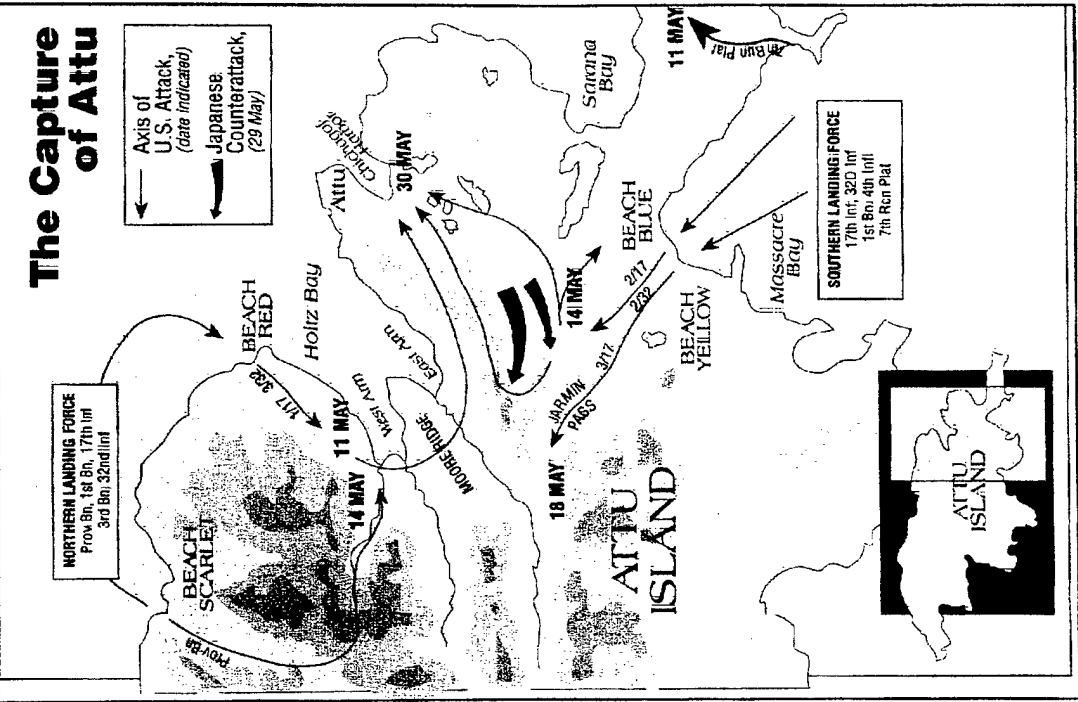 The Capture
of Attu
Axis of
U.S. Attack,
(date indicated)
Japanese
Counterattack,
(29 May)
NORTHERN LANDING FORCE
Prov Bn, 1st Bn, 17th Inf
3rd Bn, 32nd Inf
BEACH
RED
Holtz Bay
BEACH
SCARLET
Prov Bn
1/17 3/32
11 MAY
14 MAY
West Arm
East Arm
MOORE RIDGE
Attu
Chichagof
Harbor
30 MAY
Sarana
Bay
11 MAY
7th Rcn Plat
14 MAY
BEACH
BLUE
2/17
2/32
3/17
JARMIN
PASS
18 MAY
BEACH
YELLOW
Massacre
Bay
SOUTHERN LANDING FORCE
17th Inf, 32D Inf
1st Bn, 4th Inf
7th Rcn Plat
ATTU
ISLAND
ATTU
ISLAND